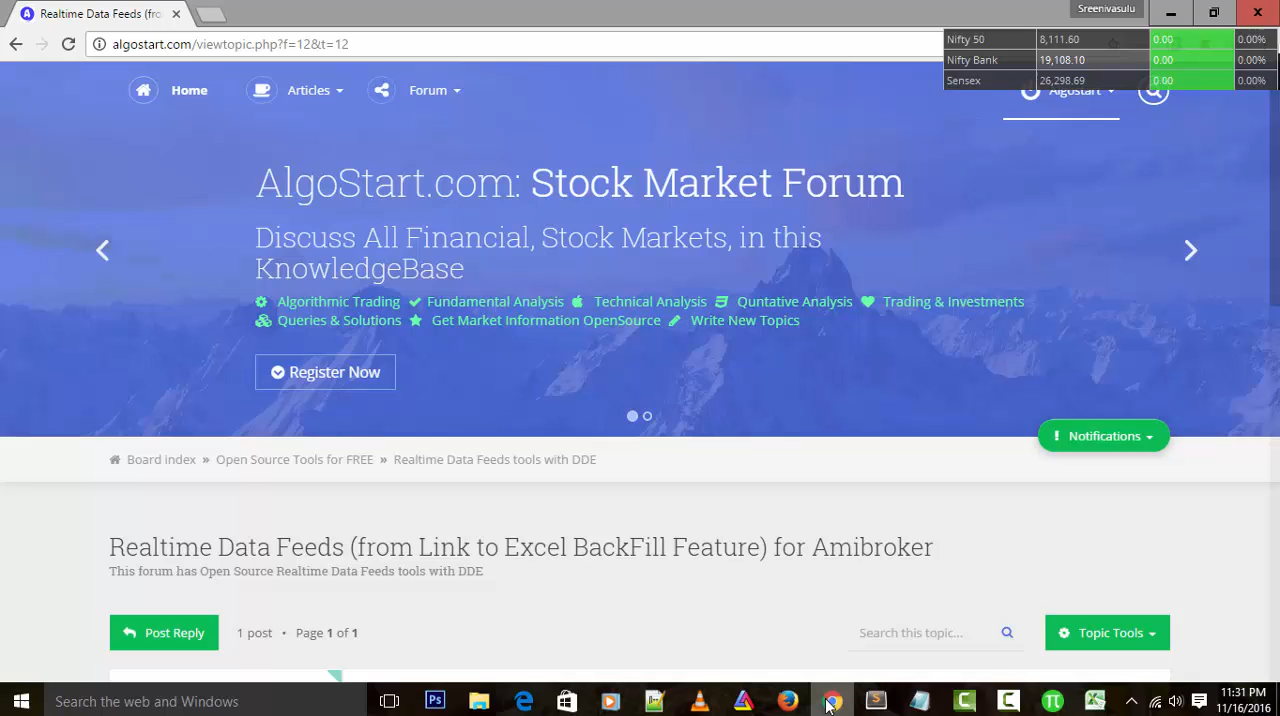 Realtime Data Feeds (fro
Sreenivasulu
algostart.com/viewtopic.php?f=12&t=12
Nifty 50 8,111.60 0.00 0.00%
Nifty Bank 19,108.10 0.00 0.00%
Sensex 26,298.69 0.00 0.00%
Home Articles Forum Algostart
AlgoStart.com: Stock Market Forum
Discuss All Financial, Stock Markets, in this
KnowledgeBase
Algorithmic Trading Fundamental Analysis Technical Analysis Quntative Analysis Trading & Investments
Queries & Solutions Get Market Information OpenSource Write New Topics
Register Now
! Notifications
Board index » Open Source Tools for FREE » Realtime Data Feeds tools with DDE
Realtime Data Feeds (from Link to Excel BackFill Feature) for Amibroker
This forum has Open Source Realtime Data Feeds tools with DDE
Post Reply 1 post • Page 1 of 1 Search this topic... Topic Tools
Search the web and Windows
Ps
11:31 PM
11/16/2016